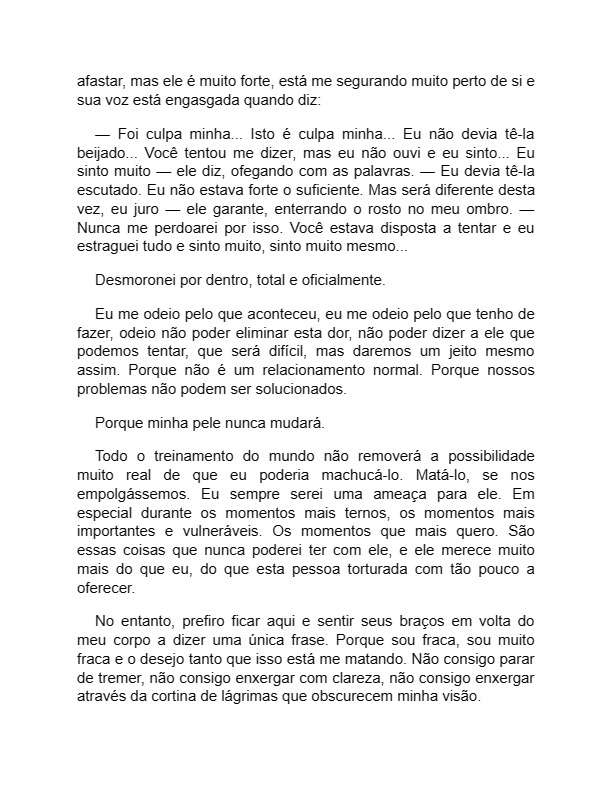 afastar, mas ele é muito forte, está me segurando muito perto de si e
sua voz está engasgada quando diz:
— Foi culpa minha... Isto é culpa minha... Eu não devia tê-la
beijado... Você tentou me dizer, mas eu não ouvi e eu sinto... Eu
sinto muito — ele diz, ofegando com as palavras. — Eu devia tê-la
escutado. Eu não estava forte o suficiente. Mas será diferente desta
vez, eu juro — ele garante, enterrando o rosto no meu ombro. —
Nunca me perdoarei por isso. Você estava disposta a tentar e eu
estraguei tudo e sinto muito, sinto muito mesmo...
Desmoronei por dentro, total e oficialmente.
Eu me odeio pelo que aconteceu, eu me odeio pelo que tenho de
fazer, odeio não poder eliminar esta dor, não poder dizer a ele que
podemos tentar, que será difícil, mas daremos um jeito mesmo
assim. Porque não é um relacionamento normal. Porque nossos
problemas não podem ser solucionados.
Porque minha pele nunca mudará.
Todo o treinamento do mundo não removerá a possibilidade
muito real de que eu poderia machucá-lo. Matá-lo, se nos
empolgássemos. Eu sempre serei uma ameaça para ele. Em
especial durante os momentos mais ternos, os momentos mais
importantes e vulneráveis. Os momentos que mais quero. São
essas coisas que nunca poderei ter com ele, e ele merece muito
mais do que eu, do que esta pessoa torturada com tão pouco a
oferecer.
No entanto, prefiro ficar aqui e sentir seus braços em volta do
meu corpo a dizer uma única frase. Porque sou fraca, sou muito
fraca e o desejo tanto que isso está me matando. Não consigo parar
de tremer, não consigo enxergar com clareza, não consigo enxergar
através da cortina de lágrimas que obscurecem minha visão.